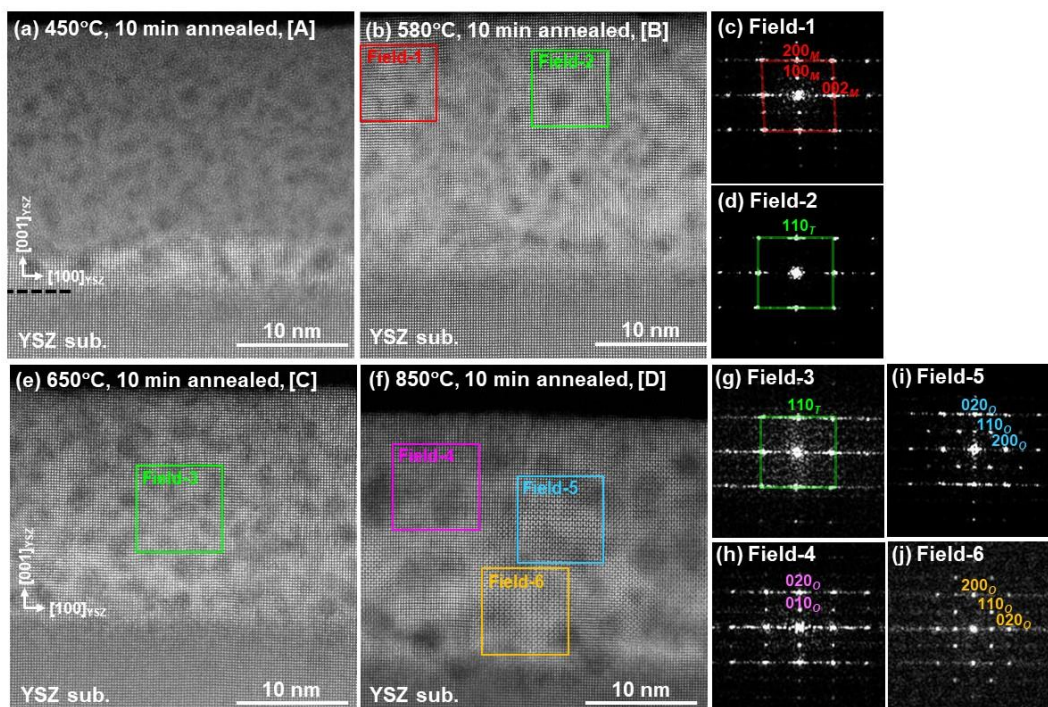 (a) 450°C, 10 min annealed, [A]
[001]YSZ
[100]YSZ
YSZ sub.
10 nm
(b) 580°C, 10 min annealed, [B]
Field-1
Field-2
10 nm
(c) Field-1
200M
100M
002M
(d) Field-2
110T
(e) 650°C, 10 min annealed, [C]
Field-3
[001]YSZ
[100]YSZ
YSZ sub.
10 nm
(f) 850°C, 10 min annealed, [D]
Field-4
Field-5
Field-6
YSZ sub.
10 nm
(g) Field-3
110T
(i) Field-5
020O
110O
200O
(h) Field-4
020O
010O
(j) Field-6
200O
110O
020O